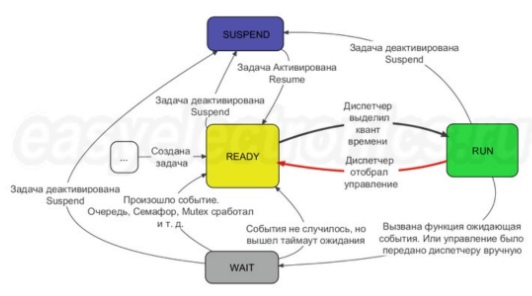 SUSPEND
Задача деактивирована
Suspend
Задача Активирована
Resume
Задача деактивирована
Suspend
Диспетчер
выделил
квант
времени
...
Создана
задача
READY
RUN
Диспетчер
отобрал
управление
Задача деактивирована
Suspend
Произошло событие.
Очередь, Семафор, Mutex сработал
и т. д.
События не случилось, но
вышел таймаут ожидания
Вызвана функция ожидающая
события. Или управление было
передано диспетчеру вручную
WAIT
easyelectronics.ru